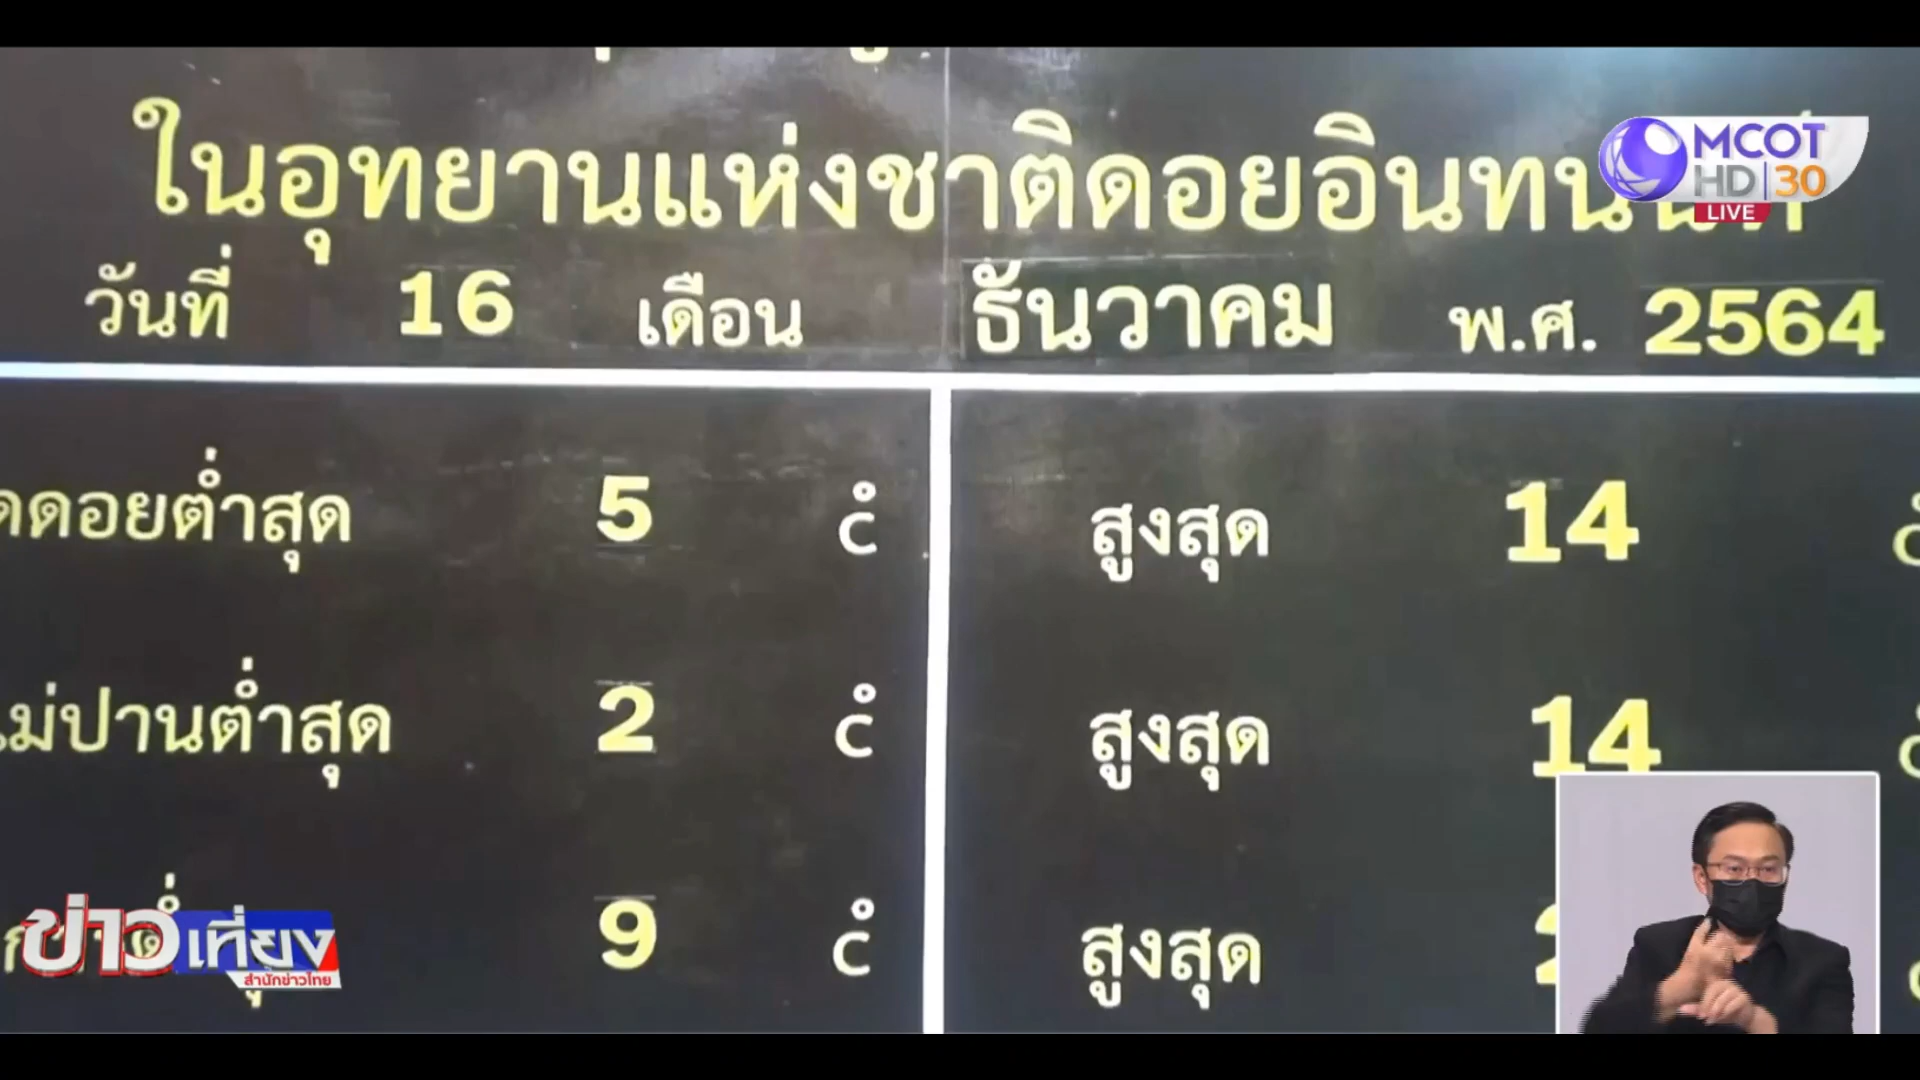 ในอุทยานแห่งชาติดอยอินทนนท์
วันที่ 16 เดือน ธันวาคม พ.ศ. 2564
ดอยต่ำสุด 5 °C สูงสุด 14 °C
แม่ปานต่ำสุด 2 °C สูงสุด 14
9 °C สูงสุด
MCOT
HD 30
LIVE
ข่าวเที่ยง
สำนักข่าวไทย